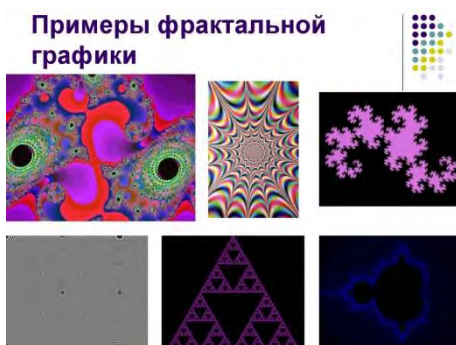 Примеры фрактальной
графики